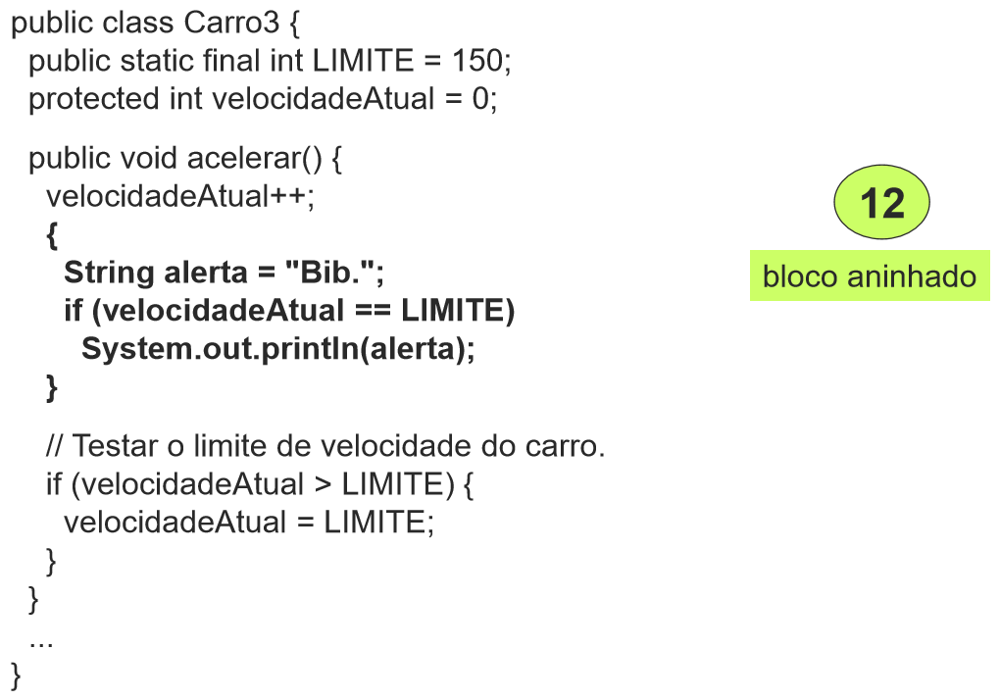 public class Carro3 {
public static final int LIMITE = 150;
protected int velocidadeAtual = 0;
public void acelerar() {
velocidadeAtual++;
{
String alerta = "Bib.";
if (velocidadeAtual == LIMITE)
System.out.println(alerta);
}
// Testar o limite de velocidade do carro.
if (velocidadeAtual > LIMITE) {
velocidadeAtual = LIMITE;
}
}
...
}
12
bloco aninhado